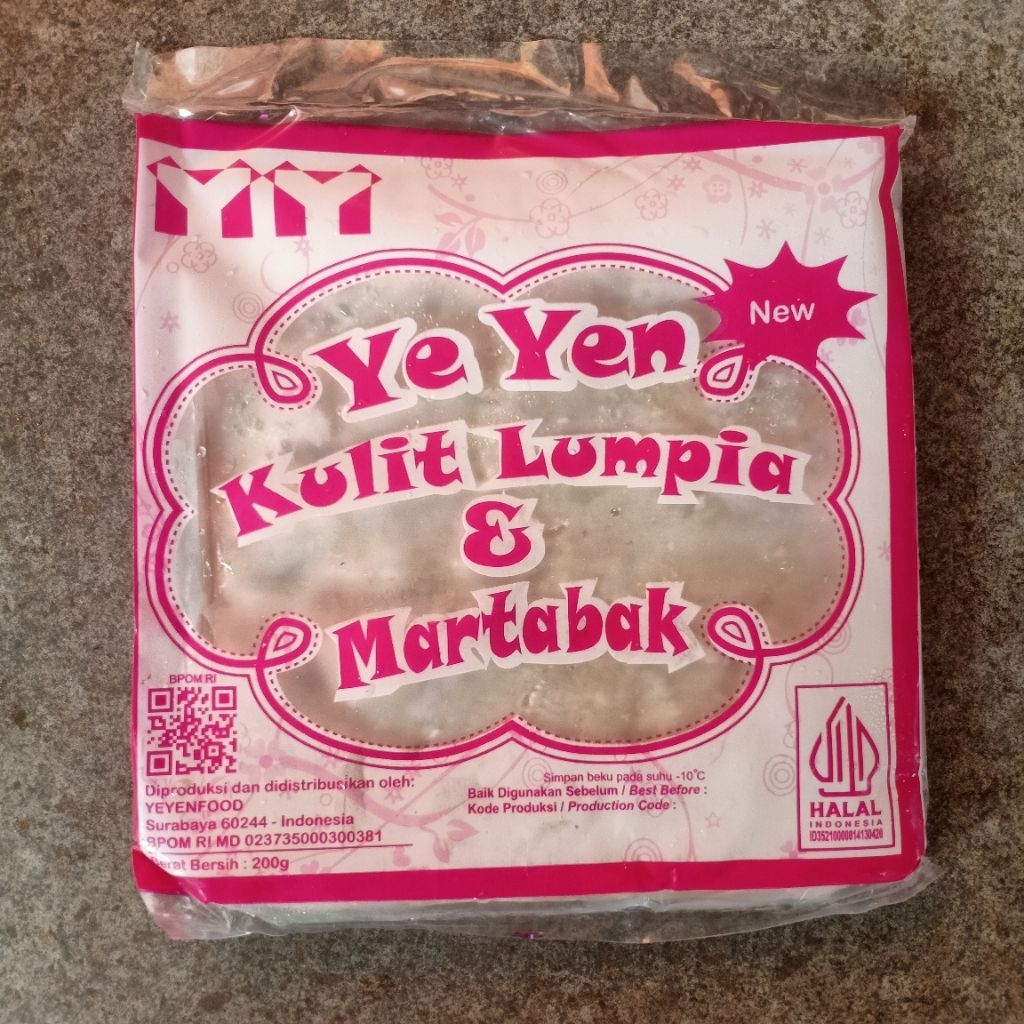 YY
New
Ye Yen
Kulit Lumpia
&
Martabak
BPOM RI
Diproduksi dan didistribusikan oleh:
YEYENFOOD
Surabaya 60244 - Indonesia
BPOM RI MD 023735000300381
Berat Bersih : 200g
Simpan beku pada suhu -10°C
Baik Digunakan Sebelum / Best Before :
Kode Produksi / Production Code :
HALAL
INDONESIA
ID35210000814130420